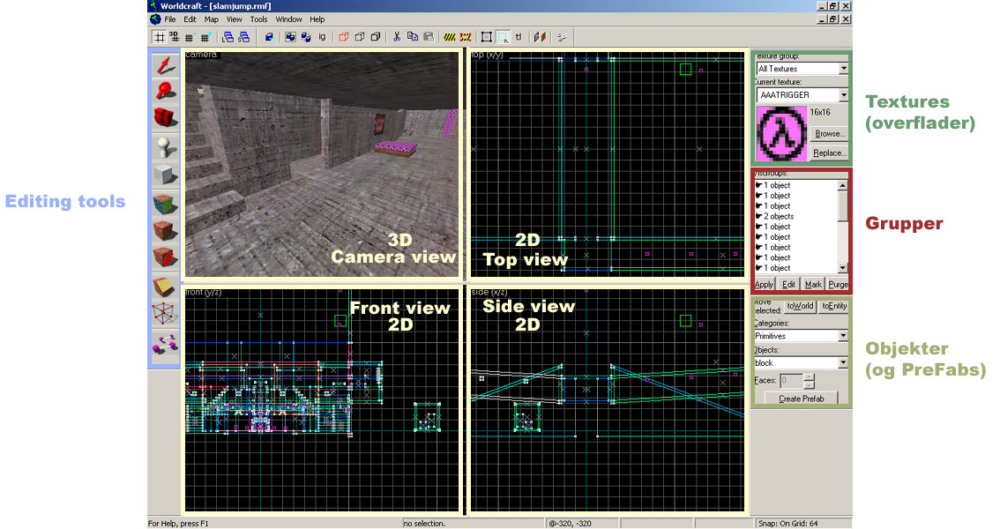 Worldcraft - [slamjump.rmf]
File Edit Map View Tools Window Help
3D
ig
tl
camera
top (x/y)
front (y/z)
side (x/z)
Editing tools
3D
Camera view
2D
Top view
Front view
2D
Side view
2D
Texture group:
All Textures
Current texture:
AAATRIGGER
16x16
Browse...
Replace...
Textures
(overflader)
VisGroups:
1 object
1 object
1 object
2 objects
1 object
1 object
1 object
1 object
1 object
Apply Edit Mark Purge
Grupper
Move
selected:
toWorld toEntity
Categories:
Primitives
Objects:
block
Faces: 0
Create Prefab
Objekter
(og PreFabs)
For Help, press F1
no selection.
@-320, -320
Snap: On Grid: 64